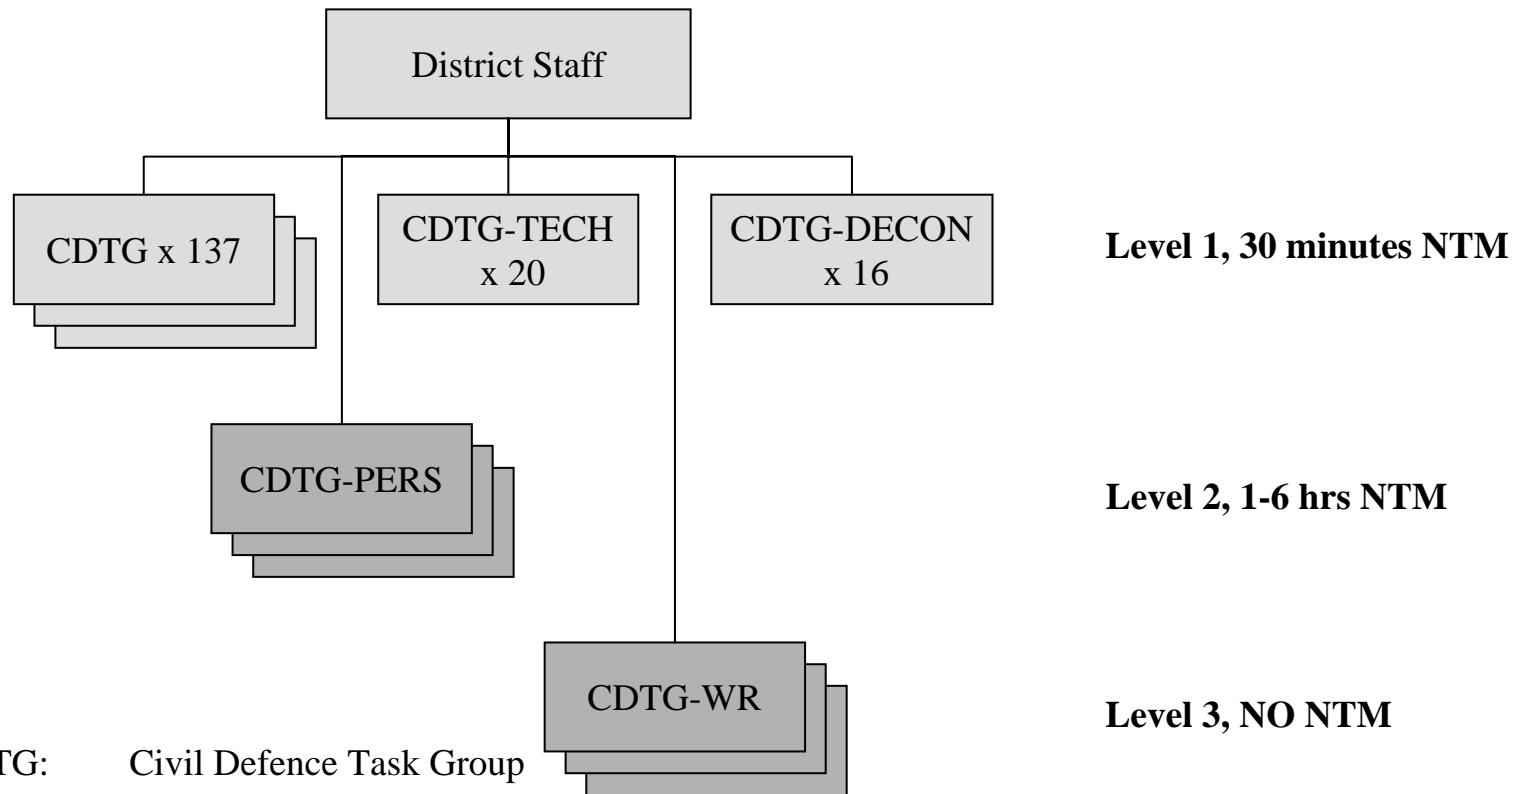 District Staff
CDTG x 137
CDTG-TECH
x 20
CDTG-DECON
x 16
Level 1, 30 minutes NTM
CDTG-PERS
Level 2, 1-6 hrs NTM
CDTG-WR
Level 3, NO NTM
TG: Civil Defence Task Group